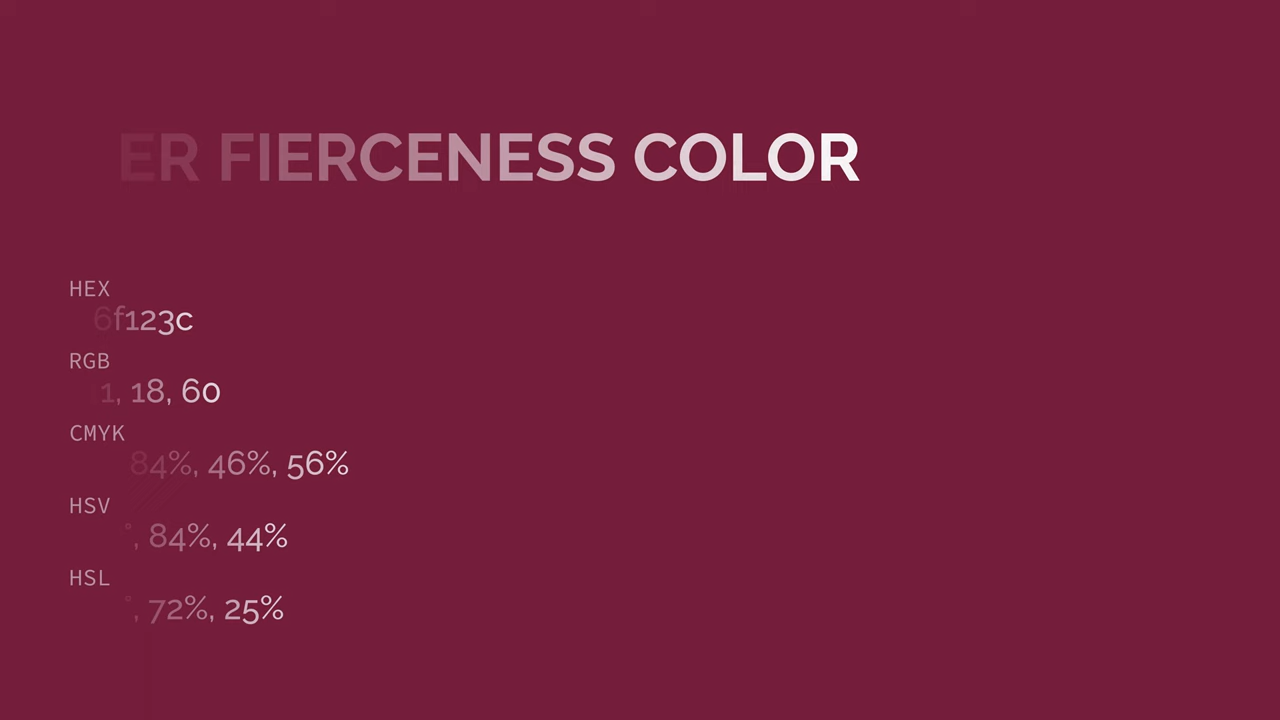 ER FIERCENESS COLOR
HEX
6f123c
RGB
1, 18, 60
CMYK
84%, 46%, 56%
HSV
°, 84%, 44%
HSL
°, 72%, 25%